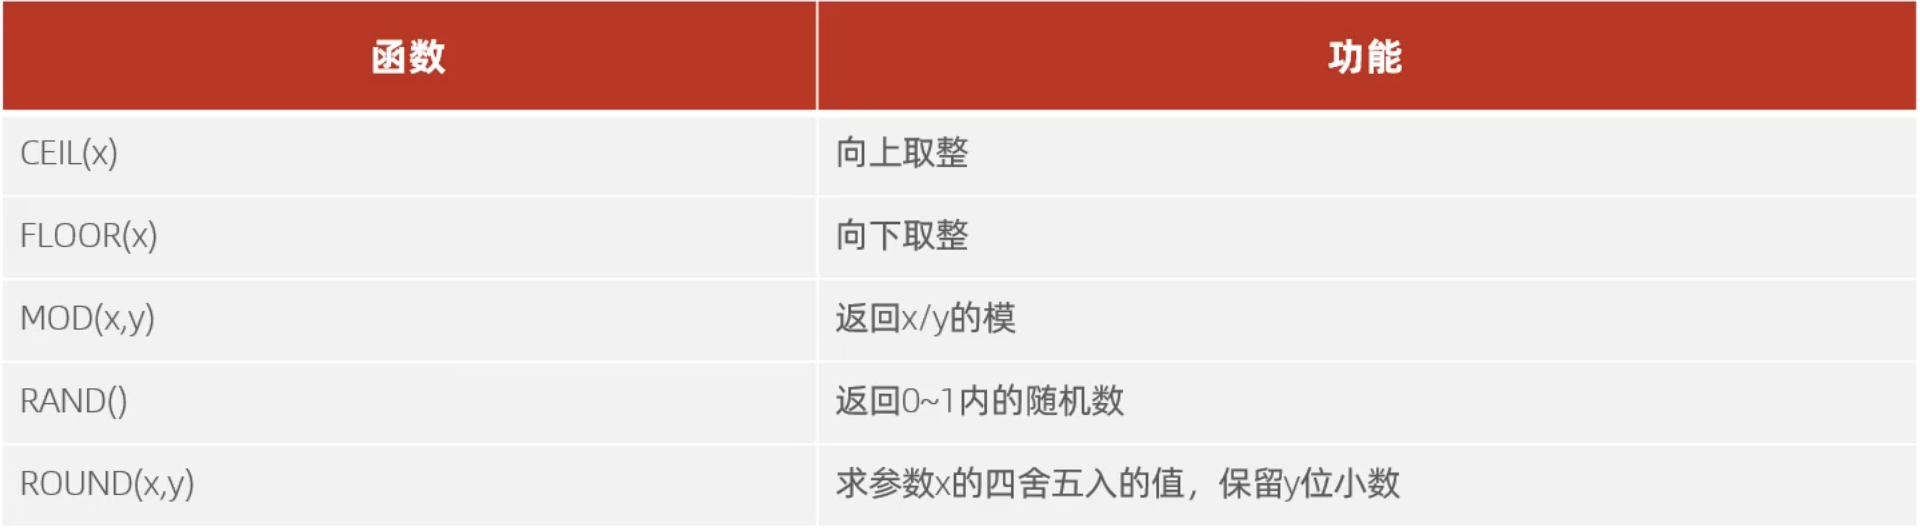 函数 功能
CEIL(x) 向上取整
FLOOR(x) 向下取整
MOD(x,y) 返回x/y的模
RAND() 返回0~1内的随机数
ROUND(x,y) 求参数x的四舍五入的值，保留y位小数